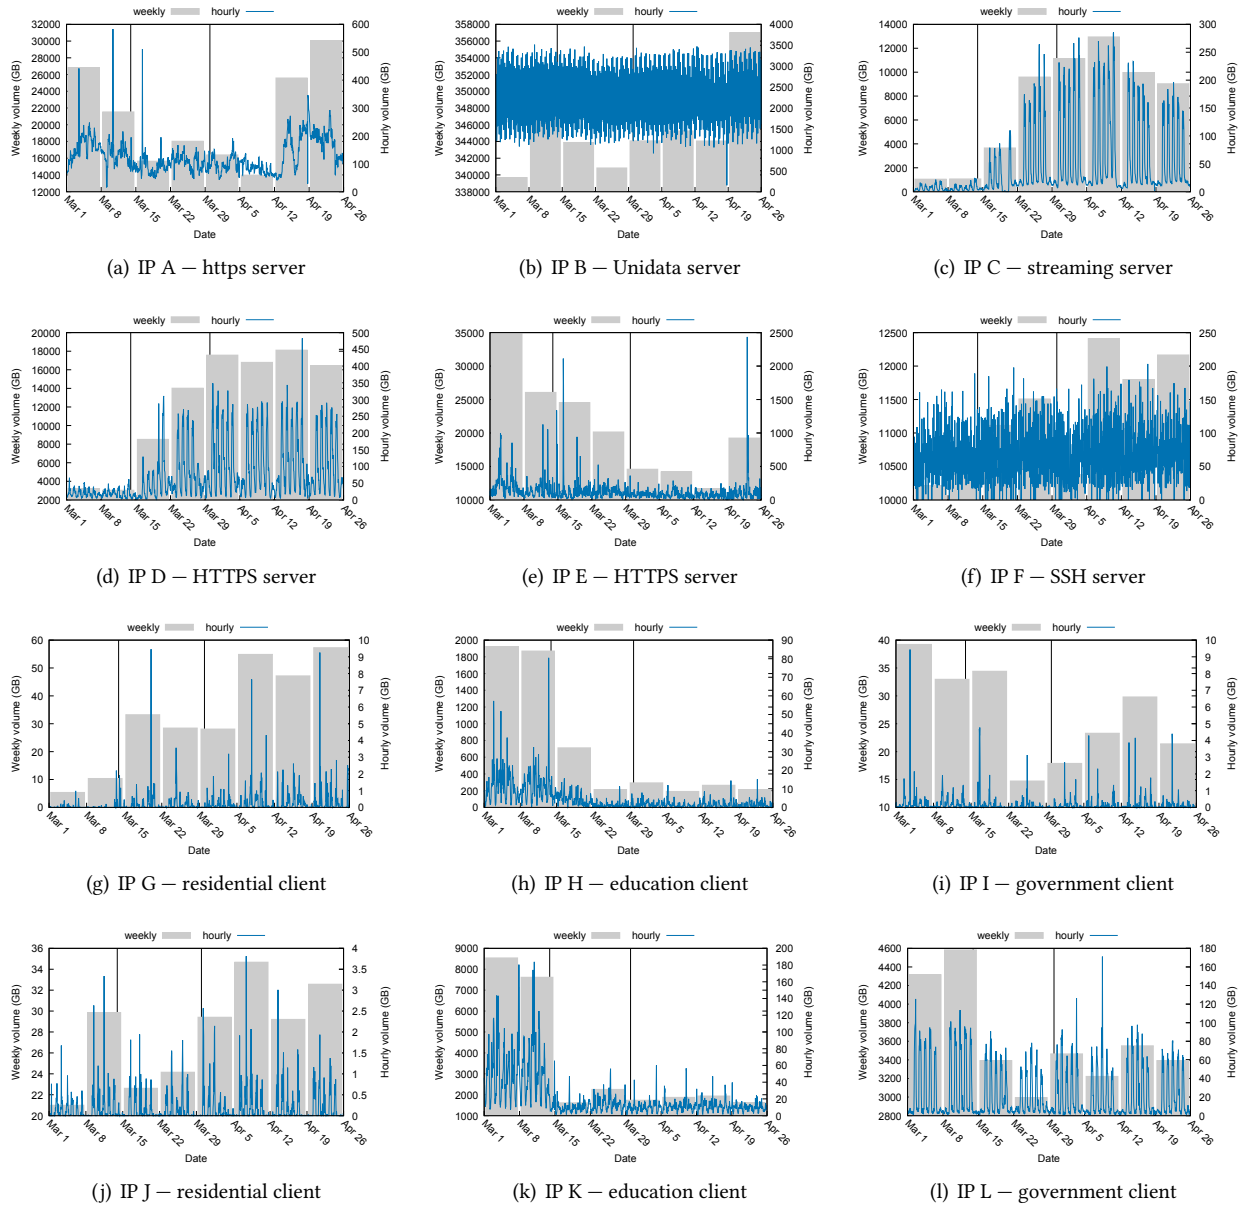 weekly hourly
Weekly volume (GB)
32000
30000
28000
26000
24000
22000
20000
18000
16000
14000
12000
600
500
400
300
200
100
0
Hourly volume (GB)
Mar 1 Mar 8 Mar 15 Mar 22 Mar 29 Apr 5 Apr 12 Apr 19 Apr 26
Date
(a) IP A — https server
weekly hourly
Weekly volume (GB)
358000
356000
354000
352000
350000
348000
346000
344000
342000
340000
338000
4000
3500
3000
2500
2000
1500
1000
500
0
Hourly volume (GB)
Mar 1 Mar 8 Mar 15 Mar 22 Mar 29 Apr 5 Apr 12 Apr 19 Apr 26
Date
(b) IP B — Unidata server
weekly hourly
Weekly volume (GB)
14000
12000
10000
8000
6000
4000
2000
0
300
250
200
150
100
50
0
Hourly volume (GB)
Mar 1 Mar 8 Mar 15 Mar 22 Mar 29 Apr 5 Apr 12 Apr 19 Apr 26
Date
(c) IP C — streaming server
weekly hourly
Weekly volume (GB)
20000
18000
16000
14000
12000
10000
8000
6000
4000
2000
500
450
400
350
300
250
200
150
100
50
0
Hourly volume (GB)
Mar 1 Mar 8 Mar 15 Mar 22 Mar 29 Apr 5 Apr 12 Apr 19 Apr 26
Date
(d) IP D — HTTPS server
weekly hourly
Weekly volume (GB)
35000
30000
25000
20000
15000
10000
2500
2000
1500
1000
500
0
Hourly volume (GB)
Mar 1 Mar 8 Mar 15 Mar 22 Mar 29 Apr 5 Apr 12 Apr 19 Apr 26
Date
(e) IP E — HTTPS server
weekly hourly
Weekly volume (GB)
12500
12000
11500
11000
10500
10000
250
200
150
100
50
0
Hourly volume (GB)
Mar 1 Mar 8 Mar 15 Mar 22 Mar 29 Apr 5 Apr 12 Apr 19 Apr 26
Date
(f) IP F — SSH server
weekly hourly
Weekly volume (GB)
60
50
40
30
20
10
0
10
9
8
7
6
5
4
3
2
1
0
Hourly volume (GB)
Mar 1 Mar 8 Mar 15 Mar 22 Mar 29 Apr 5 Apr 12 Apr 19 Apr 26
Date
(g) IP G — residential client
weekly hourly
Weekly volume (GB)
2000
1800
1600
1400
1200
1000
800
600
400
200
0
90
80
70
60
50
40
30
20
10
0
Hourly volume (GB)
Mar 1 Mar 8 Mar 15 Mar 22 Mar 29 Apr 5 Apr 12 Apr 19 Apr 26
Date
(h) IP H — education client
weekly hourly
Weekly volume (GB)
40
35
30
25
20
15
10
10
9
8
7
6
5
4
3
2
1
0
Hourly volume (GB)
Mar 1 Mar 8 Mar 15 Mar 22 Mar 29 Apr 5 Apr 12 Apr 19 Apr 26
Date
(i) IP I — government client
weekly hourly
Weekly volume (GB)
36
34
32
30
28
26
24
22
20
4
3.5
3
2.5
2
1.5
1
0.5
0
Hourly volume (GB)
Mar 1 Mar 8 Mar 15 Mar 22 Mar 29 Apr 5 Apr 12 Apr 19 Apr 26
Date
(j) IP J — residential client
weekly hourly
Weekly volume (GB)
9000
8000
7000
6000
5000
4000
3000
2000
1000
200
180
160
140
120
100
80
60
40
20
0
Hourly volume (GB)
Mar 1 Mar 8 Mar 15 Mar 22 Mar 29 Apr 5 Apr 12 Apr 19 Apr 26
Date
(k) IP K — education client
weekly hourly
Weekly volume (GB)
4600
4400
4200
4000
3800
3600
3400
3200
3000
2800
180
160
140
120
100
80
60
40
20
0
Hourly volume (GB)
Mar 1 Mar 8 Mar 15 Mar 22 Mar 29 Apr 5 Apr 12 Apr 19 Apr 26
Date
(l) IP L — government client